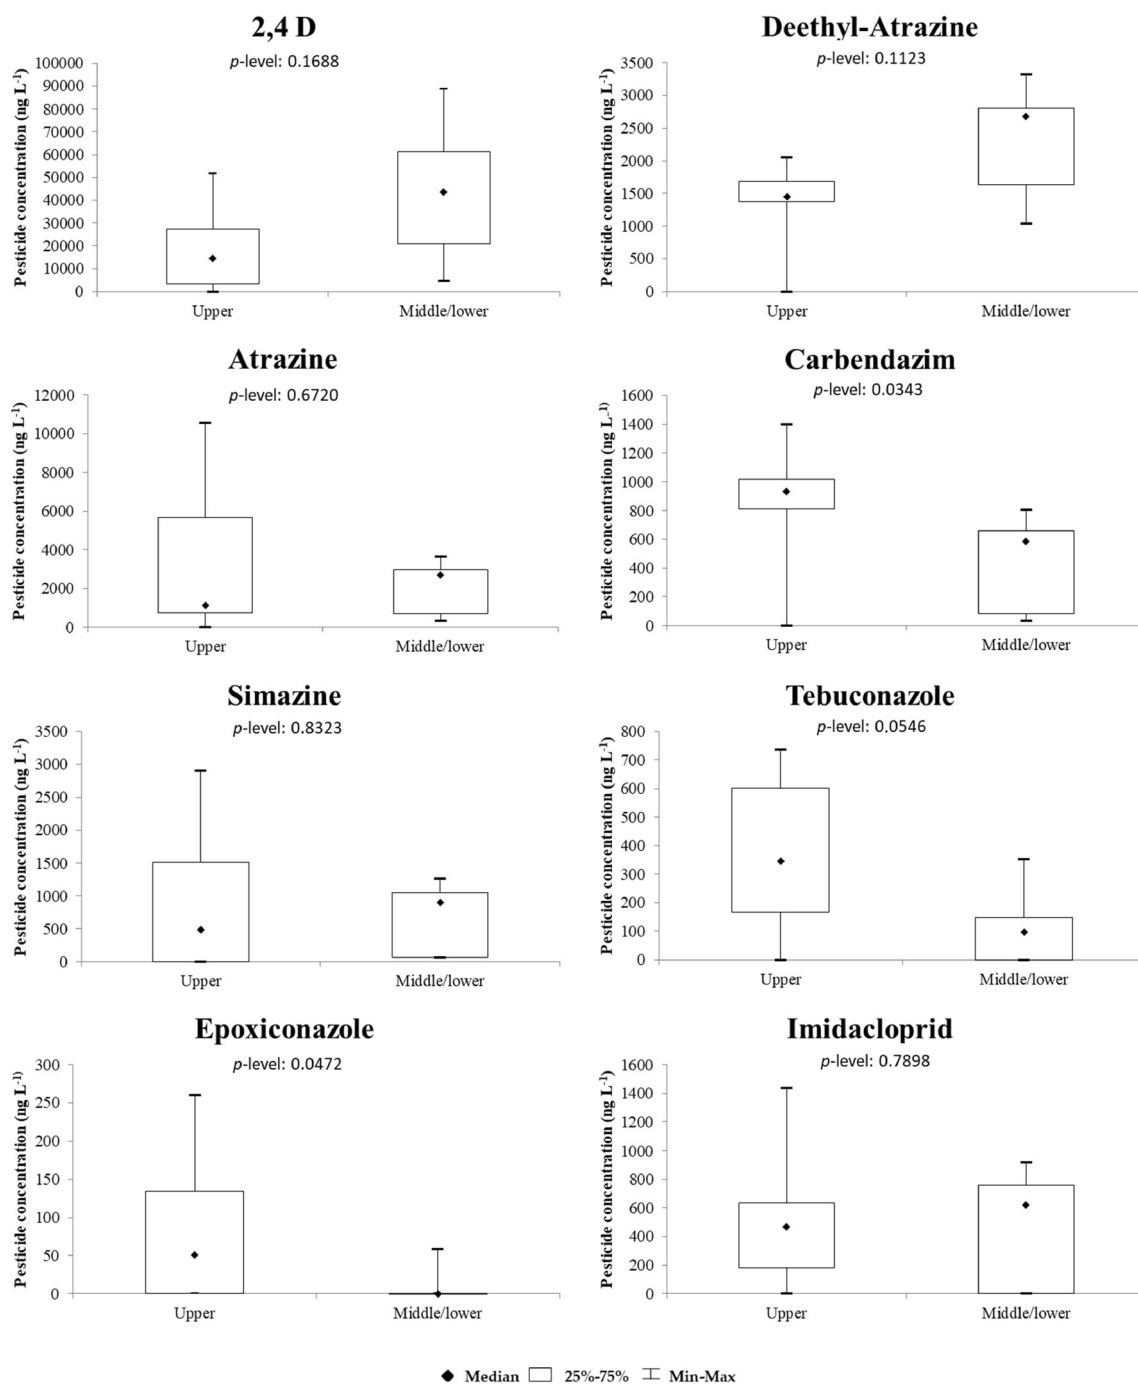 2,4 D
p-level: 0.1688
Pesticide concentration (ng L-1)
100000
90000
80000
70000
60000
50000
40000
30000
20000
10000
0
Upper Middle/lower
Deethyl-Atrazine
p-level: 0.1123
Pesticide concentration (ng L-1)
3500
3000
2500
2000
1500
1000
500
0
Upper Middle/lower
Atrazine
p-level: 0.6720
Pesticide concentration (ng L-1)
12000
10000
8000
6000
4000
2000
0
Upper Middle/lower
Carbendazim
p-level: 0.0343
Pesticide concentration (ng L-1)
1600
1400
1200
1000
800
600
400
200
0
Upper Middle/lower
Simazine
p-level: 0.8323
Pesticide concentration (ng L-1)
3500
3000
2500
2000
1500
1000
500
0
Upper Middle/lower
Tebuconazole
p-level: 0.0546
Pesticide concentration (ng L-1)
800
700
600
500
400
300
200
100
0
Upper Middle/lower
Epoxiconazole
p-level: 0.0472
Pesticide concentration (ng L-1)
300
250
200
150
100
50
0
Upper Middle/lower
Imidacloprid
p-level: 0.7898
Pesticide concentration (ng L-1)
1600
1400
1200
1000
800
600
400
200
0
Upper Middle/lower
Median 25%-75% Min-Max